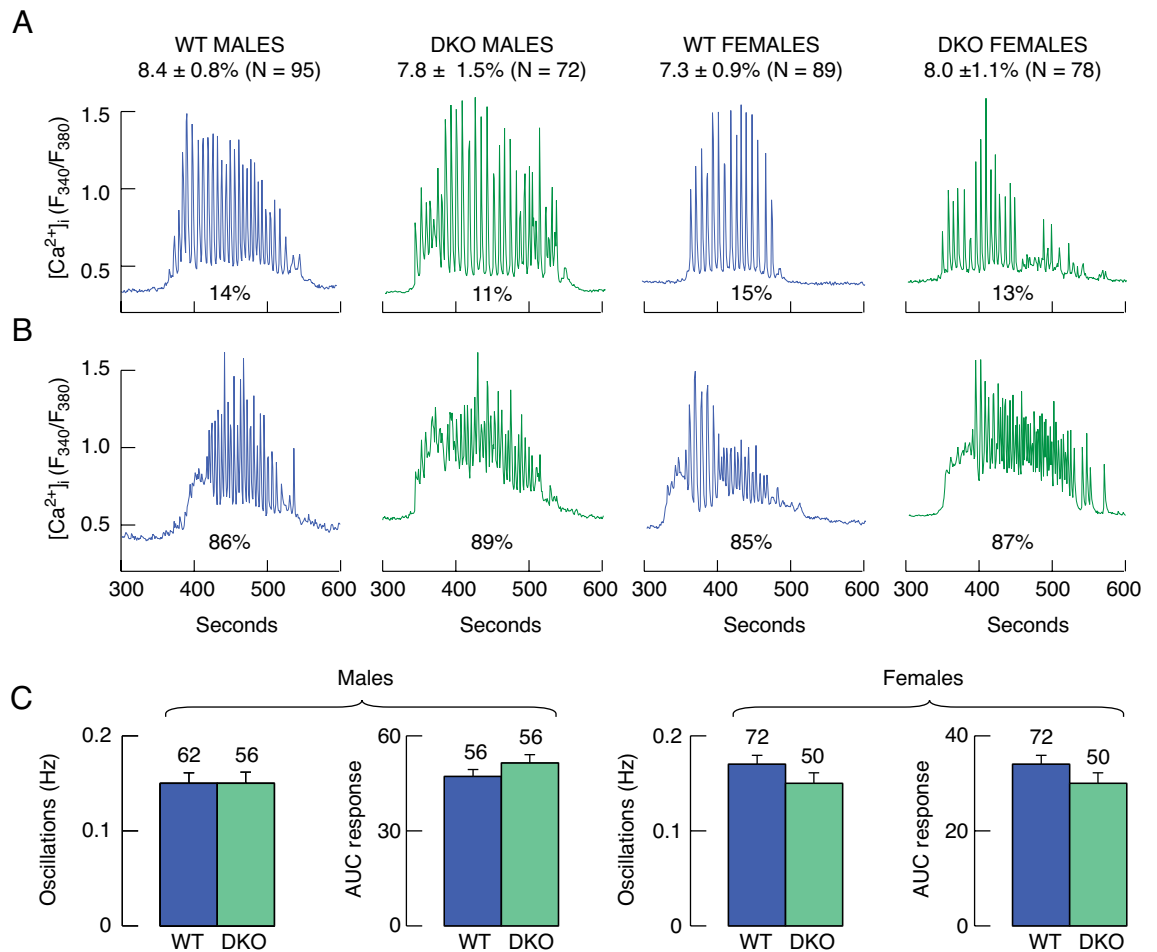 A
WT MALES
8.4 ± 0.8% (N = 95)
DKO MALES
7.8 ± 1.5% (N = 72)
WT FEMALES
7.3 ± 0.9% (N = 89)
DKO FEMALES
8.0 ±1.1% (N = 78)
[Ca²⁺]ᵢ (F₃₄₀/F₃₈₀)
1.5
1.0
0.5
14%
11%
15%
13%
B
[Ca²⁺]ᵢ (F₃₄₀/F₃₈₀)
1.5
1.0
0.5
86%
89%
85%
87%
300 400 500 600
300 400 500 600
300 400 500 600
300 400 500 600
Seconds
Seconds
Seconds
Seconds
C
Males
Females
Oscillations (Hz)
0.2
0.1
0
62
56
WT DKO
AUC response
60
30
0
56
56
WT DKO
Oscillations (Hz)
0.2
0.1
0
72
50
WT DKO
AUC response
40
20
0
72
50
WT DKO